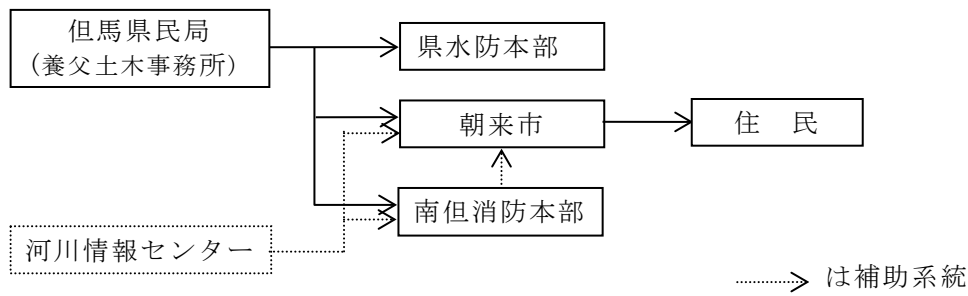 但馬県民局
(養父土木事務所)
県水防本部
朝来市
住　民
南但消防本部
河川情報センター
は補助系統